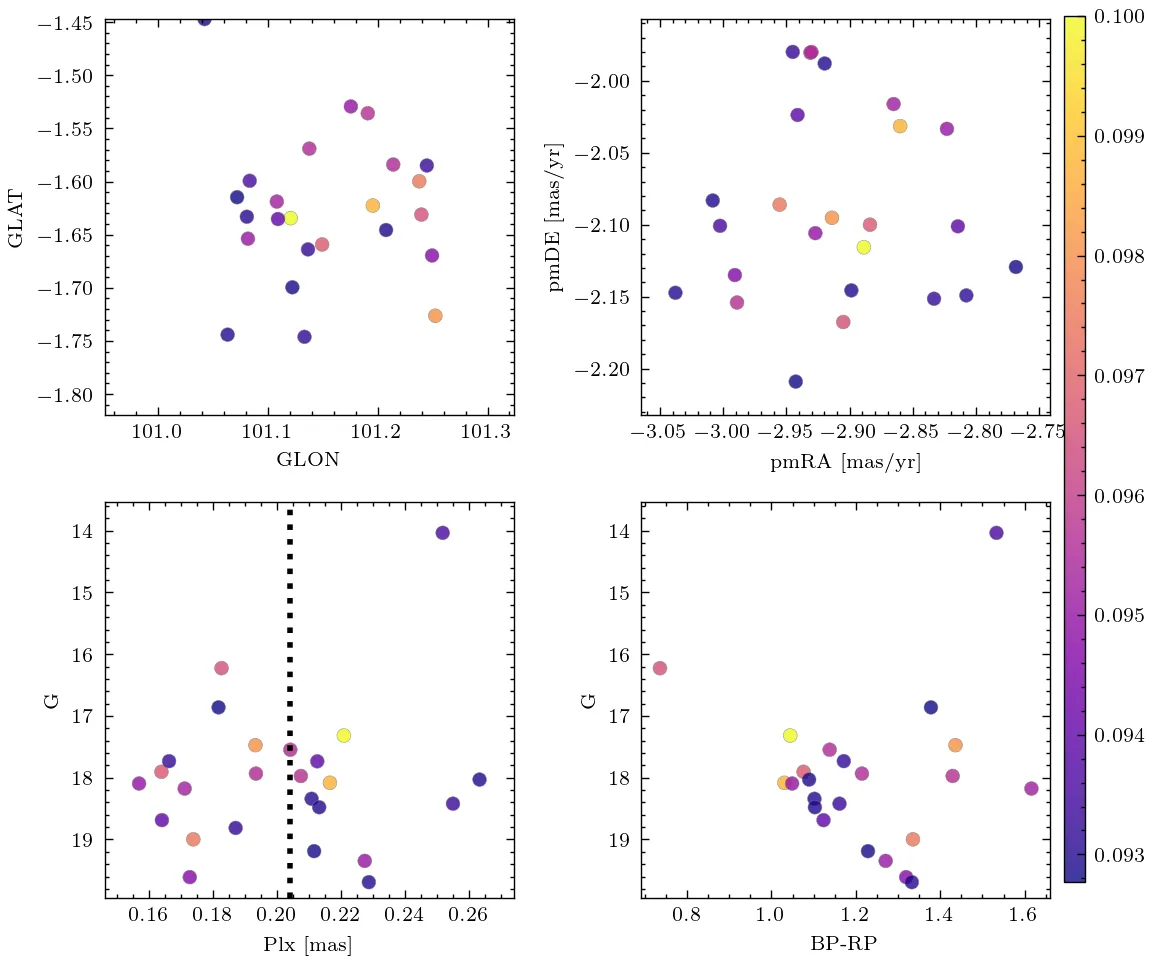 −1.45
−1.50
−1.55
−1.60
−1.65
−1.70
−1.75
−1.80
GLAT
101.0 101.1 101.2 101.3
GLON
−2.00
−2.05
−2.10
−2.15
−2.20
pmDE [mas/yr]
−3.05 −3.00 −2.95 −2.90 −2.85 −2.80 −2.75
pmRA [mas/yr]
14
15
16
17
18
19
G
0.16 0.18 0.20 0.22 0.24 0.26
Plx [mas]
14
15
16
17
18
19
G
0.8 1.0 1.2 1.4 1.6
BP-RP
0.100
0.099
0.098
0.097
0.096
0.095
0.094
0.093